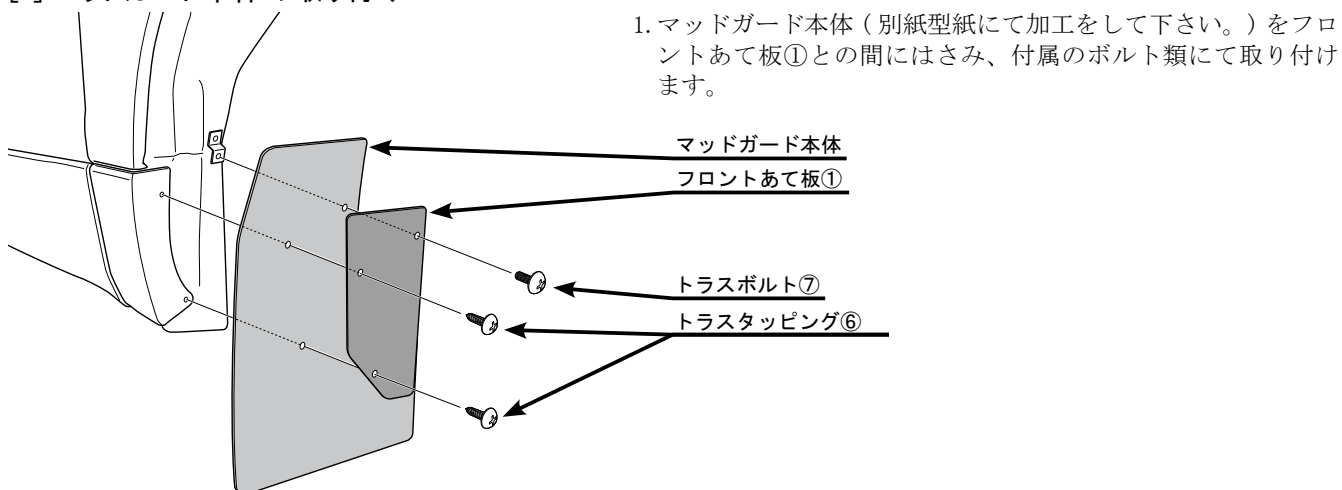 1. マッドガード本体 ( 別紙型紙にて加工をして下さい。) をフロ
ントあて板①との間にはさみ、付属のボルト類にて取り付け
ます。
マッドガード本体
フロントあて板①
トラスボルト⑦
トラスタッピング⑥